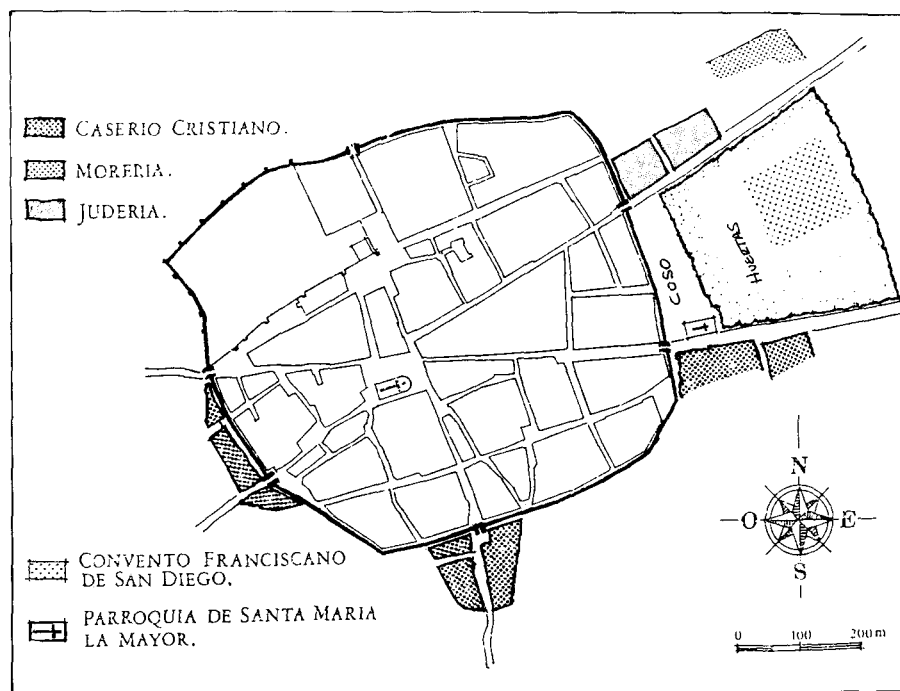 CASERIO CRISTIANO.
MORERIA.
JUDERIA.
COSO
HUERTAS
CONVENTO FRANCISCANO
DE SAN DIEGO.
PARROQUIA DE SANTA MARIA
LA MAYOR.
N
O
E
S
0 100 200 m